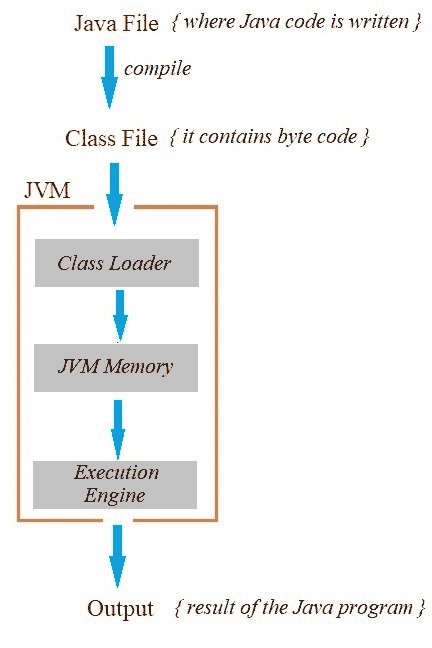 Java File { where Java code is written }
compile
Class File { it contains byte code }
JVM
Class Loader
JVM Memory
Execution
Engine
Output { result of the Java program }